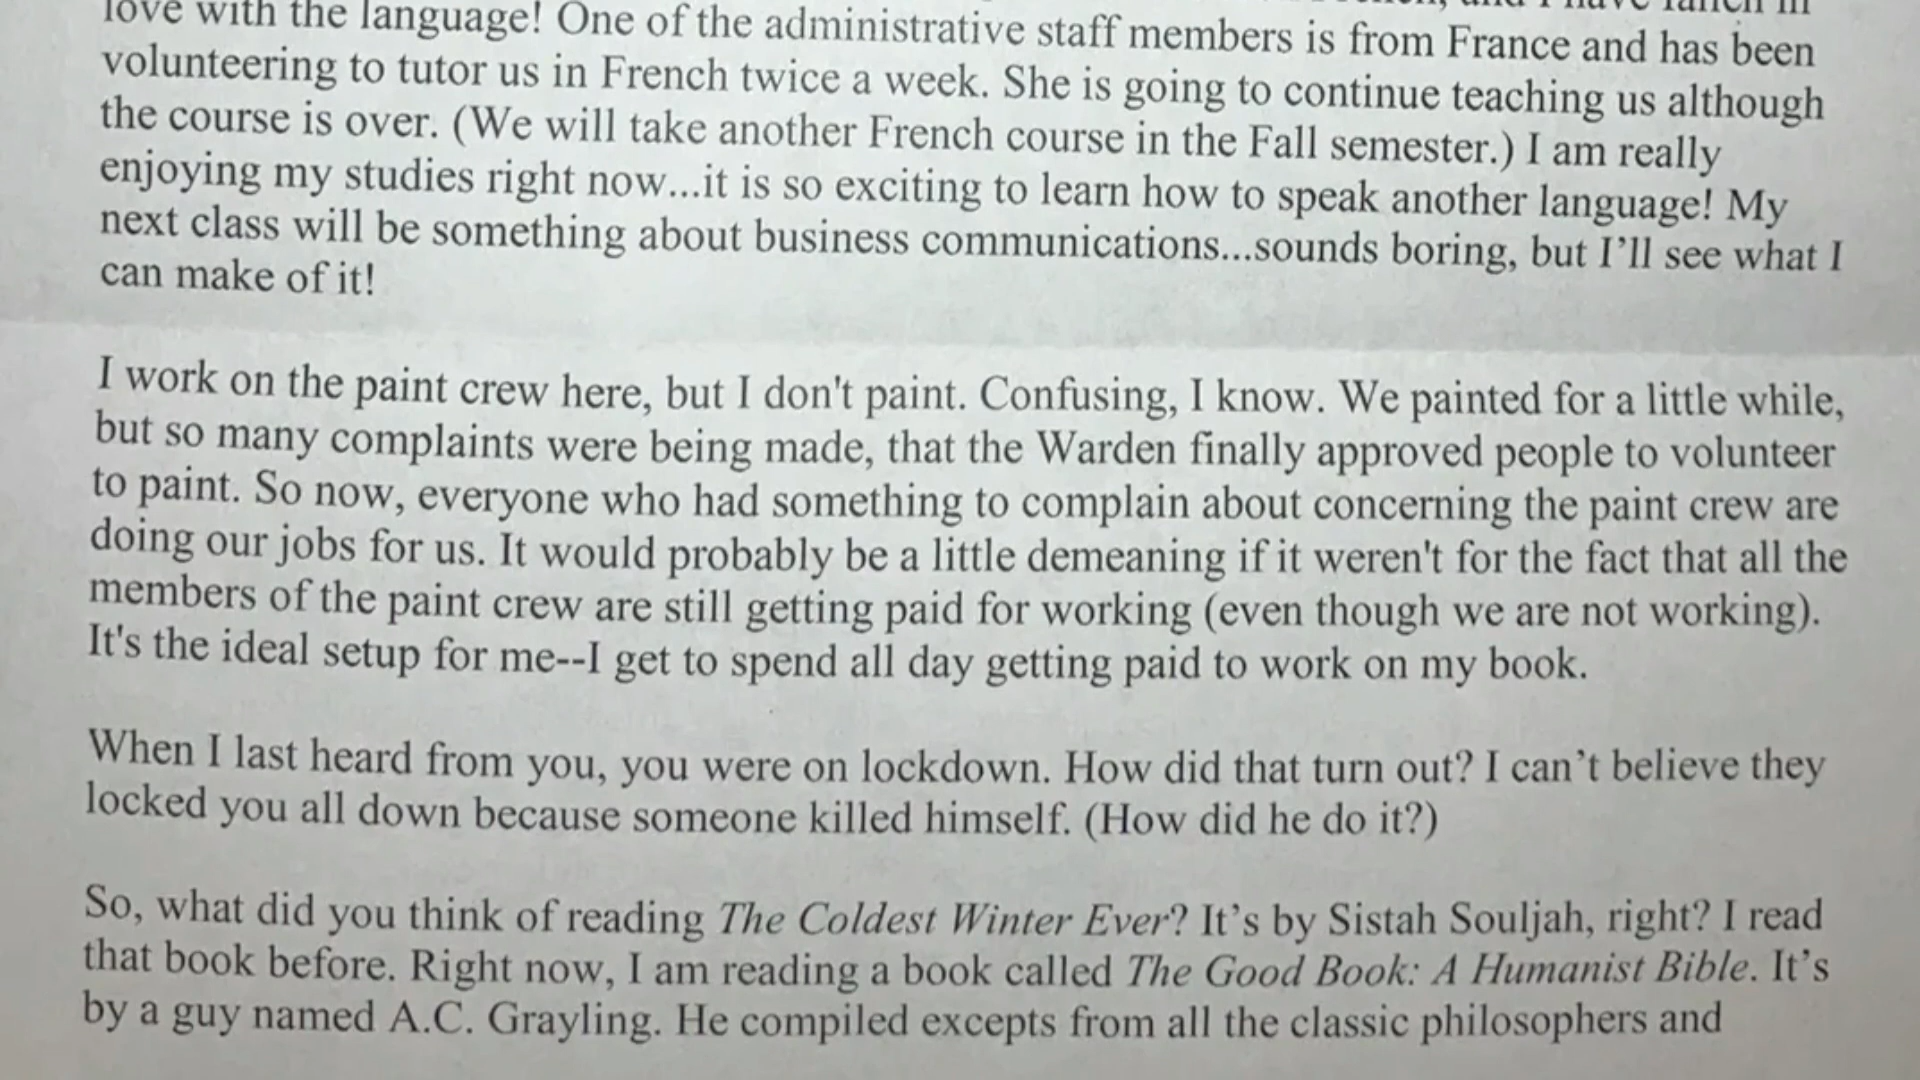 love with the language! One of the administrative staff members is from France and has been
volunteering to tutor us in French twice a week. She is going to continue teaching us although
the course is over. (We will take another French course in the Fall semester.) I am really
enjoying my studies right now...it is so exciting to learn how to speak another language! My
next class will be something about business communications...sounds boring, but I’ll see what I
can make of it!
I work on the paint crew here, but I don't paint. Confusing, I know. We painted for a little while,
but so many complaints were being made, that the Warden finally approved people to volunteer
to paint. So now, everyone who had something to complain about concerning the paint crew are
doing our jobs for us. It would probably be a little demeaning if it weren't for the fact that all the
members of the paint crew are still getting paid for working (even though we are not working).
It's the ideal setup for me--I get to spend all day getting paid to work on my book.
When I last heard from you, you were on lockdown. How did that turn out? I can’t believe they
locked you all down because someone killed himself. (How did he do it?)
So, what did you think of reading The Coldest Winter Ever? It’s by Sistah Souljah, right? I read
that book before. Right now, I am reading a book called The Good Book: A Humanist Bible. It’s
by a guy named A.C. Grayling. He compiled excepts from all the classic philosophers and